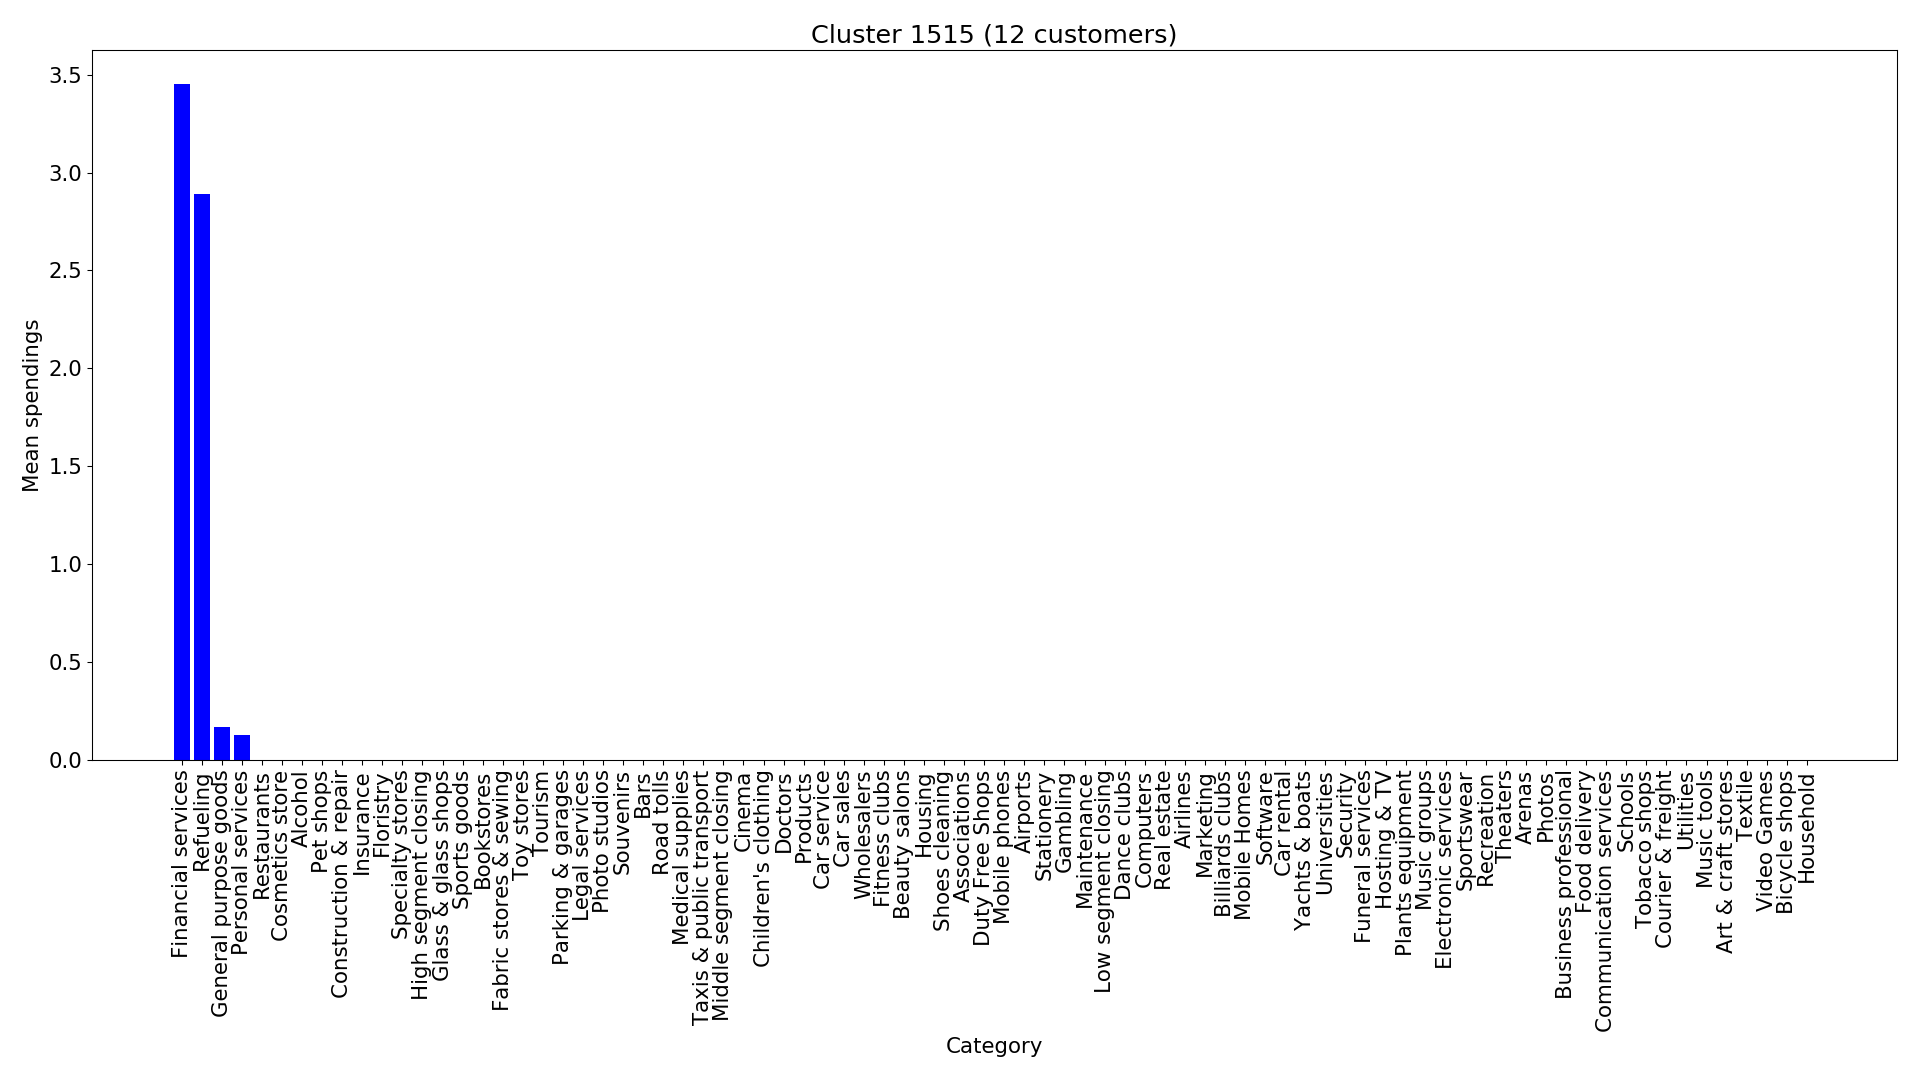 Cluster 1515 (12 customers)
3.5
3.0
2.5
2.0
1.5
1.0
0.5
0.0
Mean spendings
Financial services
Refueling
General purpose goods
Personal services
Restaurants
Cosmetics store
Alcohol
Pet shops
Construction & repair
Insurance
Floristry
Specialty stores
High segment closing
Glass & glass shops
Sports goods
Bookstores
Fabric stores & sewing
Toy stores
Tourism
Parking & garages
Legal services
Photo studios
Souvenirs
Bars
Road tolls
Medical supplies
Taxis & public transport
Middle segment closing
Cinema
Children's clothing
Doctors
Products
Car service
Car sales
Wholesalers
Fitness clubs
Beauty salons
Housing
Shoes cleaning
Associations
Duty Free Shops
Mobile phones
Airports
Stationery
Gambling
Maintenance
Low segment closing
Dance clubs
Computers
Real estate
Airlines
Marketing
Billiards clubs
Mobile Homes
Software
Car rental
Yachts & boats
Universities
Security
Funeral services
Hosting & TV
Plants equipment
Music groups
Electronic services
Sportswear
Recreation
Theaters
Arenas
Photos
Business professional
Food delivery
Communication services
Schools
Tobacco shops
Courier & freight
Utilities
Music tools
Art & craft stores
Textile
Video Games
Bicycle shops
Household
Category